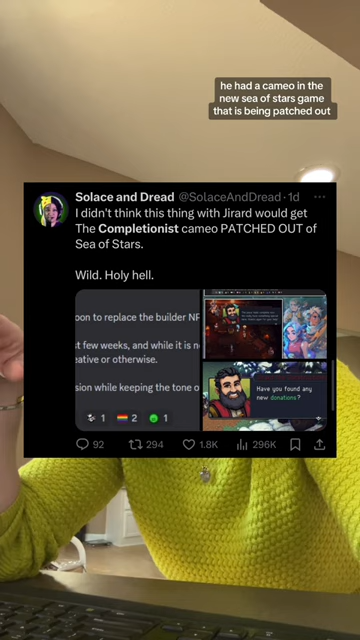 he had a cameo in the
new sea of stars game
that is being patched out
Solace and Dread @SolaceAndDread · 1d
I didn't think this thing with Jirard would get
The Completionist cameo PATCHED OUT of
Sea of Stars.
Wild. Holy hell.
oon to replace the builder NP
st few weeks, and while it is n
eative or otherwise.
sion while keeping the tone o
1 2 1
Have you found any
new donations?
92 294 1.8K 296K